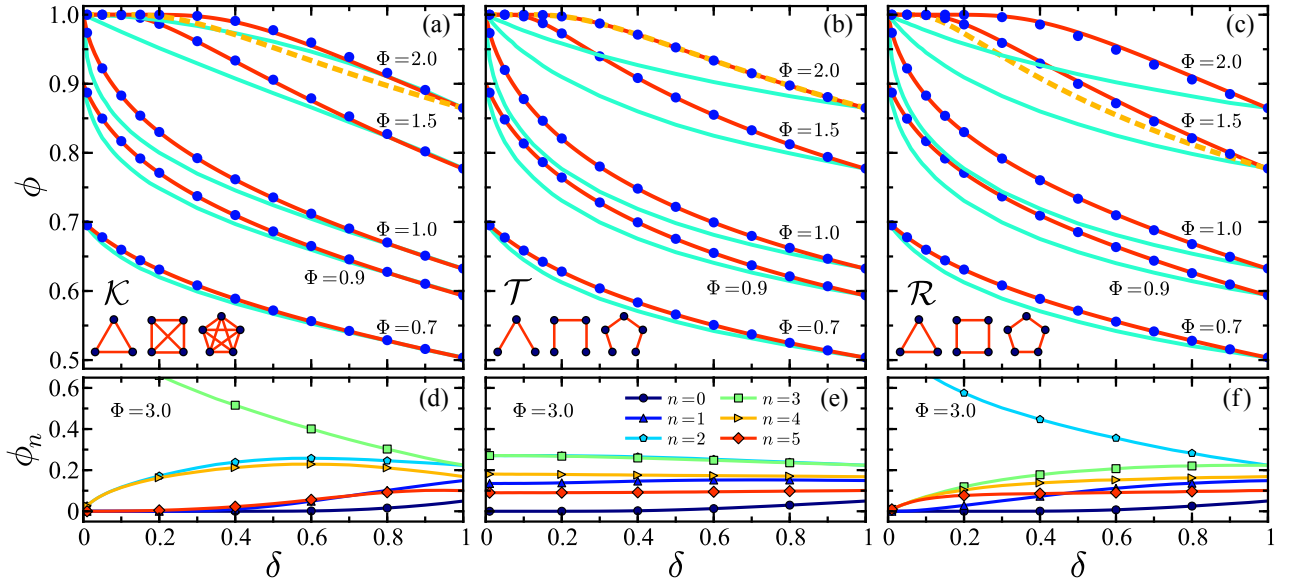 (a) (b) (c)
1.0
0.9
0.8
0.7
0.6
0.5
ϕ
Φ=2.0 Φ=2.0 Φ=2.0
Φ=1.5 Φ=1.5 Φ=1.5
Φ=1.0 Φ=1.0 Φ=1.0
Φ=0.9 Φ=0.9 Φ=0.9
Φ=0.7 Φ=0.7 Φ=0.7
𝒦 𝒯 ℛ
(d) (e) (f)
0.6
0.4
0.2
0
ϕₙ
Φ=3.0 Φ=3.0 Φ=3.0
n=0 n=3
n=1 n=4
n=2 n=5
0 0.2 0.4 0.6 0.8 1 0.2 0.4 0.6 0.8 1 0.2 0.4 0.6 0.8 1
δ δ δ